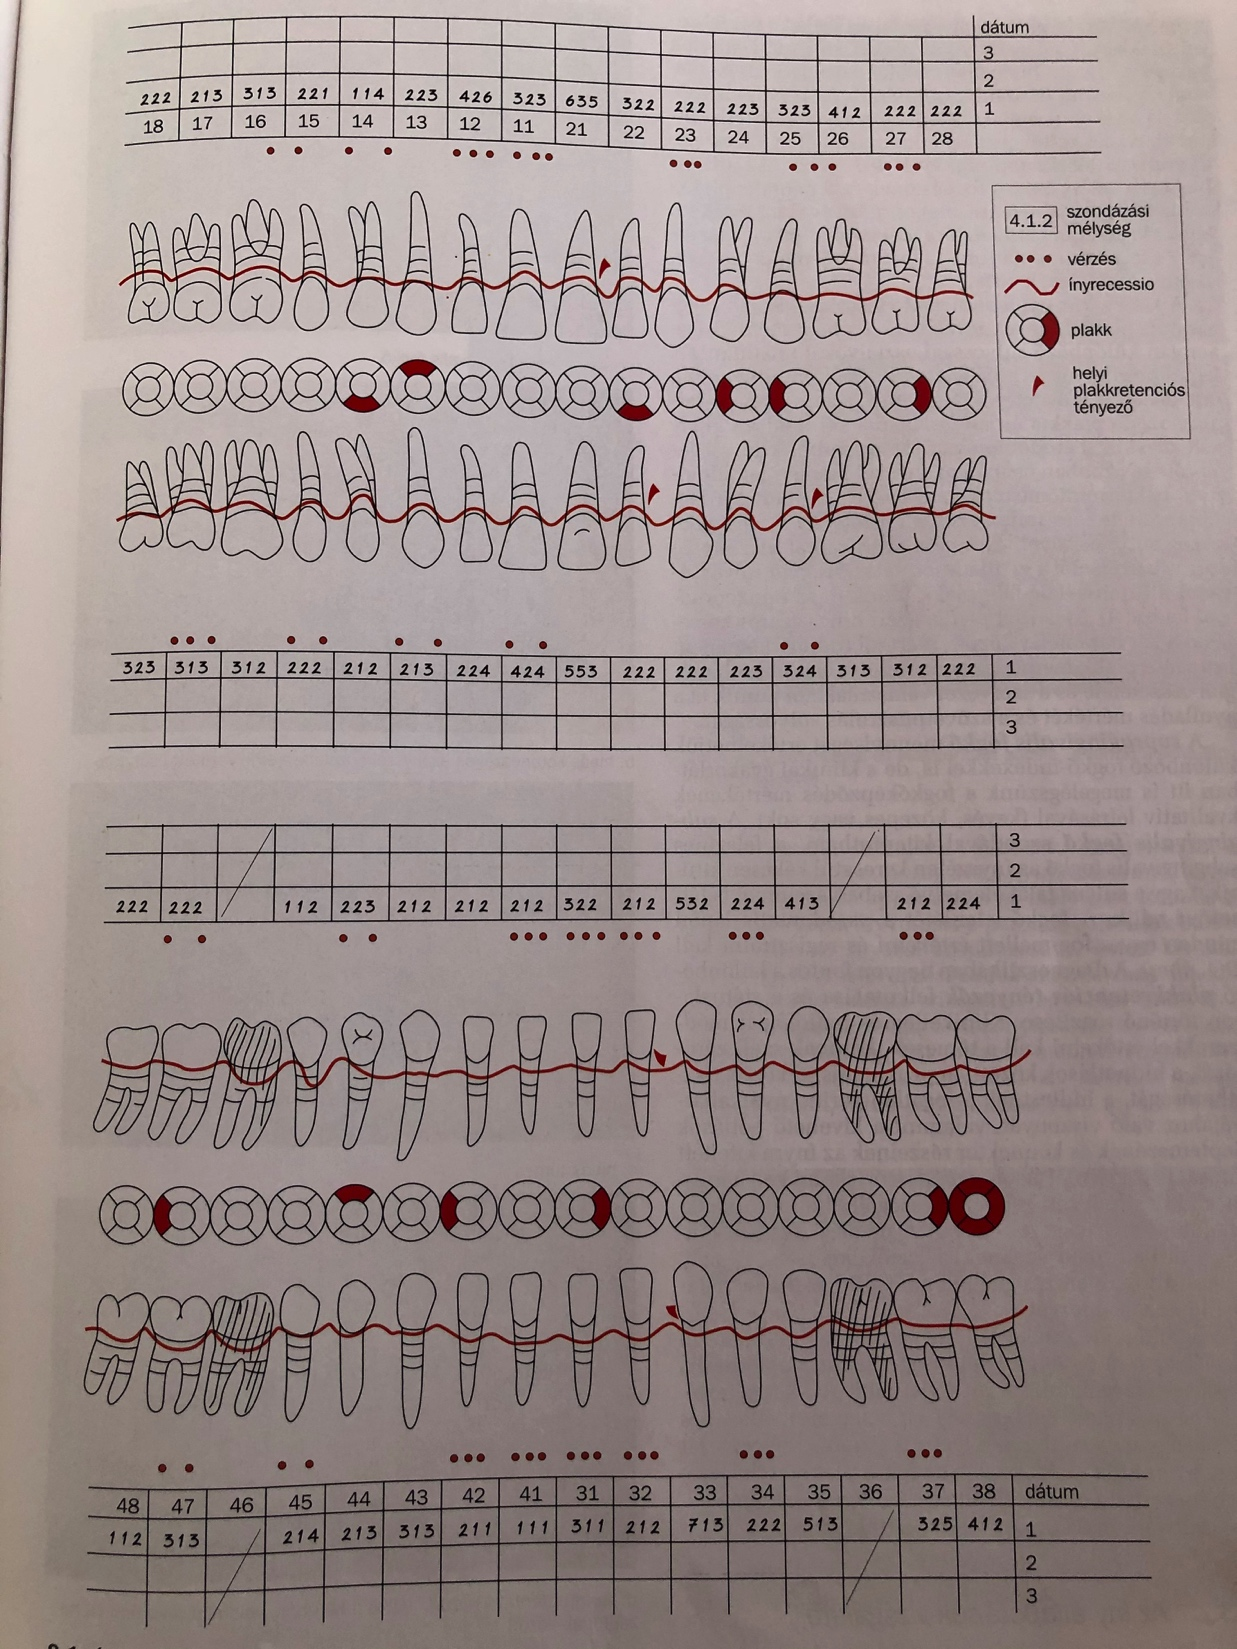 dátum
3
2
222 213 313 221 114 223 426 323 635 322 222 223 323 412 222 222 1
18 17 16 15 14 13 12 11 21 22 23 24 25 26 27 28
4.1.2 szondázási
mélység
vérzés
ínyrecessio
plakk
helyi
plakkretenciós
tényező
323 313 312 222 212 213 224 424 553 222 222 223 324 313 312 222 1
2
3
3
2
222 222 112 223 212 212 212 322 212 532 224 413 212 224 1
48 47 46 45 44 43 42 41 31 32 33 34 35 36 37 38 dátum
112 313 214 213 313 211 111 311 212 713 222 513 325 412 1
2
3